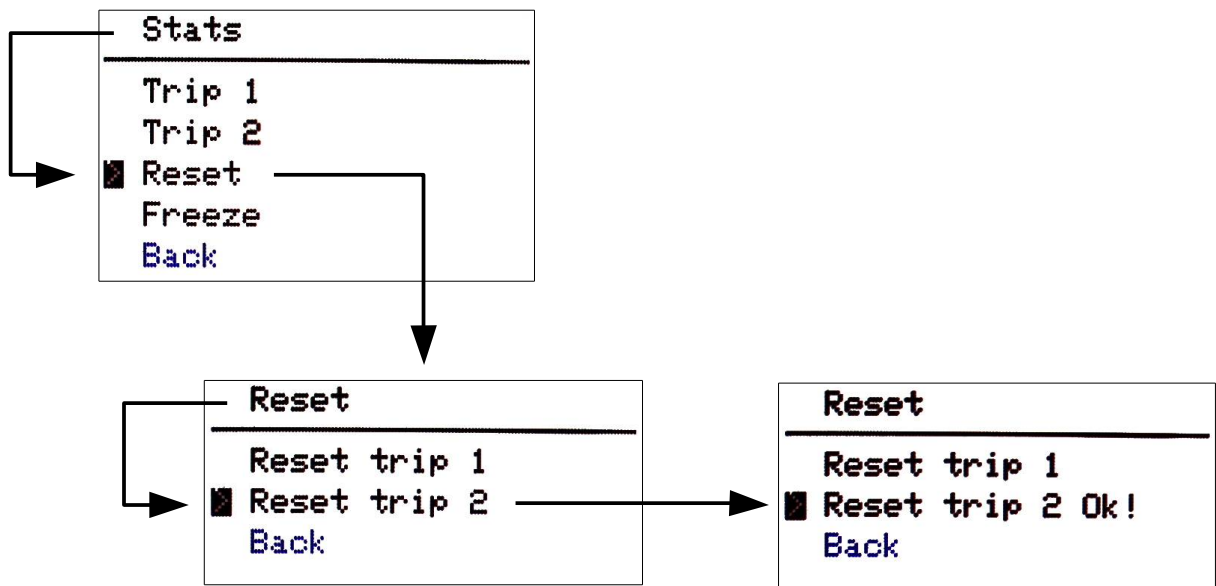 Stats
Trip 1
Trip 2
Reset
Freeze
Back
Reset
Reset trip 1
Reset trip 2
Back
Reset
Reset trip 1
Reset trip 2 Ok!
Back